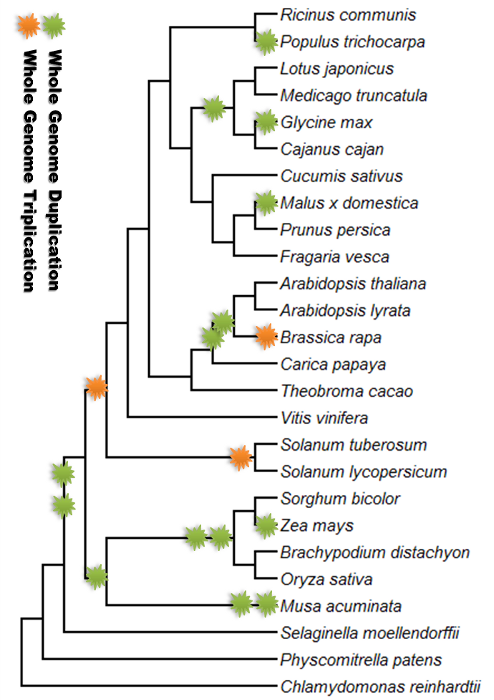 Whole Genome Duplication
Whole Genome Triplication
Ricinus communis
Populus trichocarpa
Lotus japonicus
Medicago truncatula
Glycine max
Cajanus cajan
Cucumis sativus
Malus x domestica
Prunus persica
Fragaria vesca
Arabidopsis thaliana
Arabidopsis lyrata
Brassica rapa
Carica papaya
Theobroma cacao
Vitis vinifera
Solanum tuberosum
Solanum lycopersicum
Sorghum bicolor
Zea mays
Brachypodium distachyon
Oryza sativa
Musa acuminata
Selaginella moellendorffii
Physcomitrella patens
Chlamydomonas reinhardtii